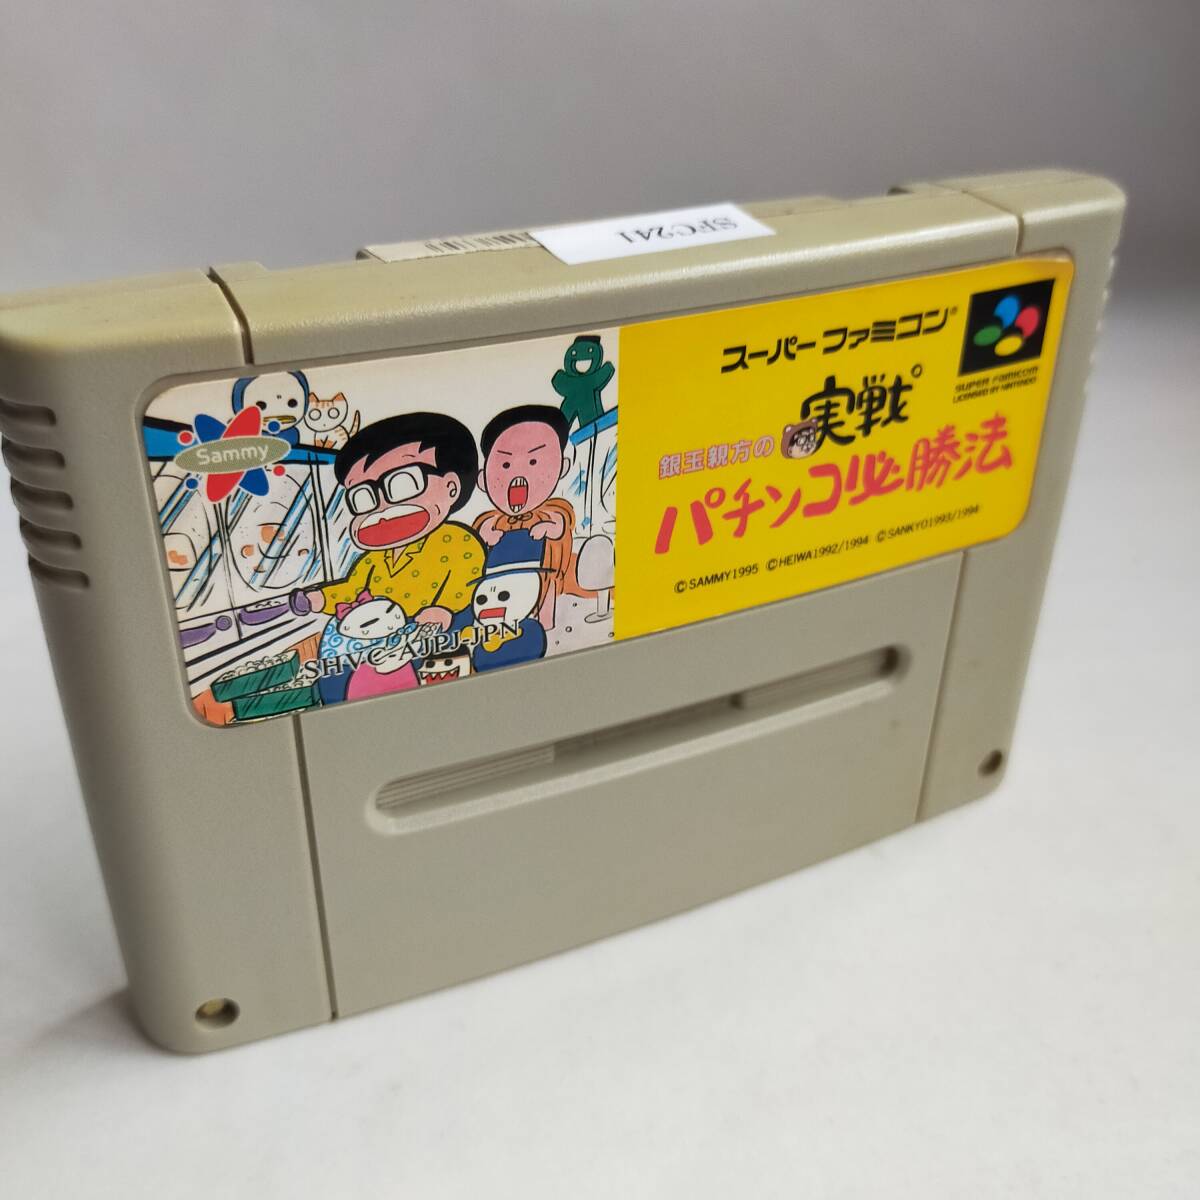 SFC241
スーパーファミコン®
SUPER FAMICOM
LICENSED BY NINTENDO
銀玉親方の
実戦
パチンコ必勝法
©SAMMY1995 ©HEIWA1992/1994 ©SANKYO1993/1994
Sammy
SHVC-AJPJ-JPN